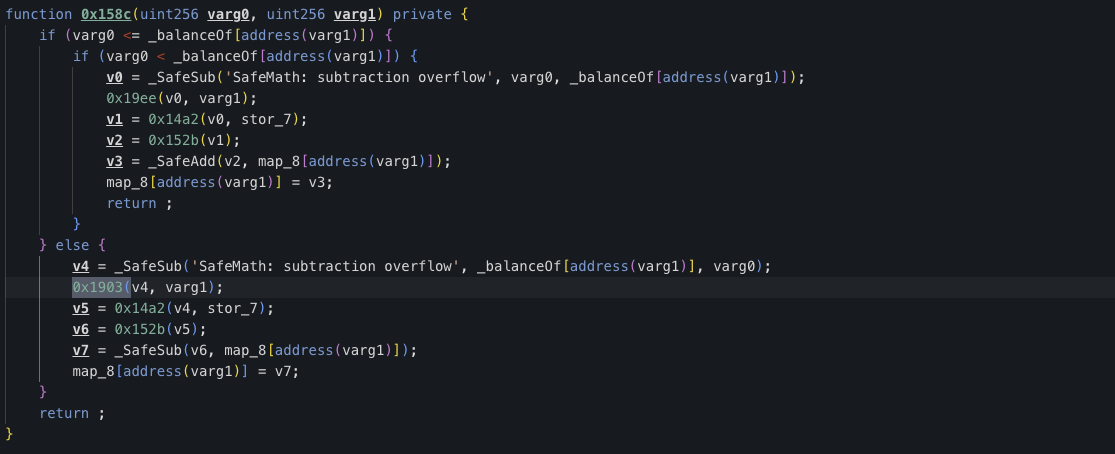 function 0x158c(uint256 varg0, uint256 varg1) private {
if (varg0 <= _balanceOf[address(varg1)]) {
if (varg0 < _balanceOf[address(varg1)]) {
v0 = _SafeSub('SafeMath: subtraction overflow', varg0, _balanceOf[address(varg1)]);
0x19ee(v0, varg1);
v1 = 0x14a2(v0, stor_7);
v2 = 0x152b(v1);
v3 = _SafeAdd(v2, map_8[address(varg1)]);
map_8[address(varg1)] = v3;
return ;
}
} else {
v4 = _SafeSub('SafeMath: subtraction overflow', _balanceOf[address(varg1)], varg0);
0x1903(v4, varg1);
v5 = 0x14a2(v4, stor_7);
v6 = 0x152b(v5);
v7 = _SafeSub(v6, map_8[address(varg1)]);
map_8[address(varg1)] = v7;
}
return ;
}